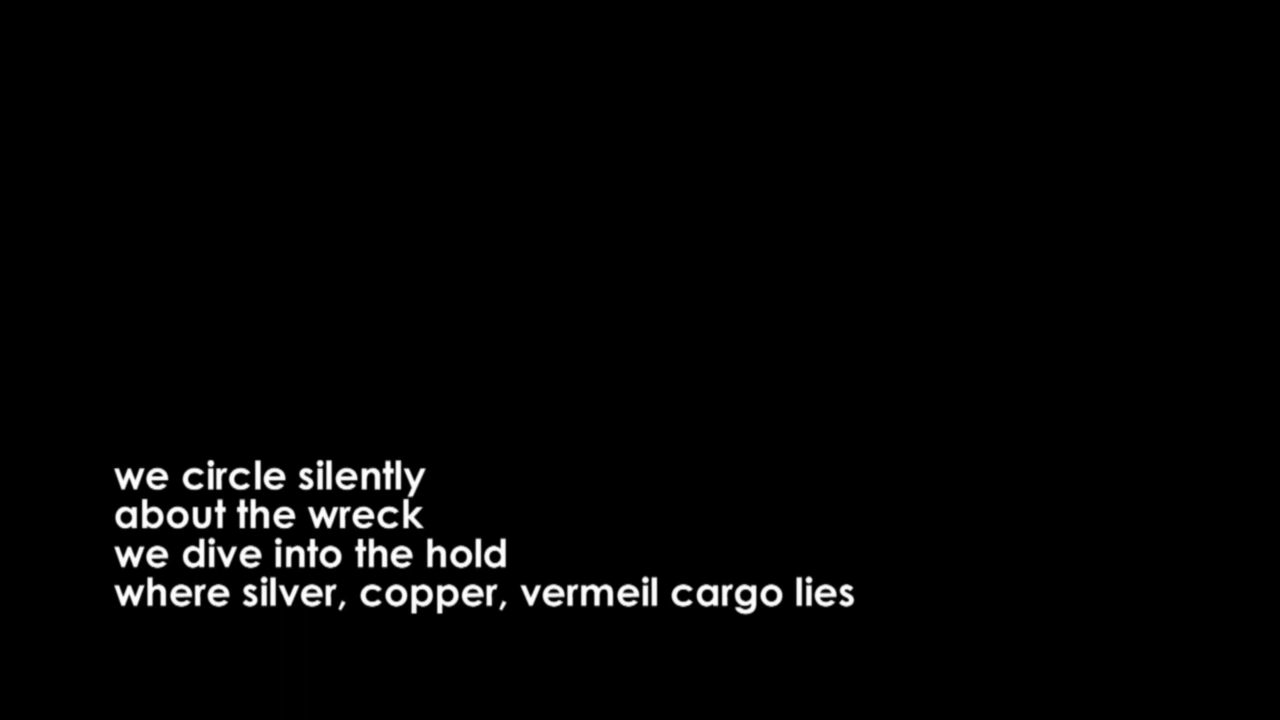 we circle silently
about the wreck
we dive into the hold
where silver, copper, vermeil cargo lies